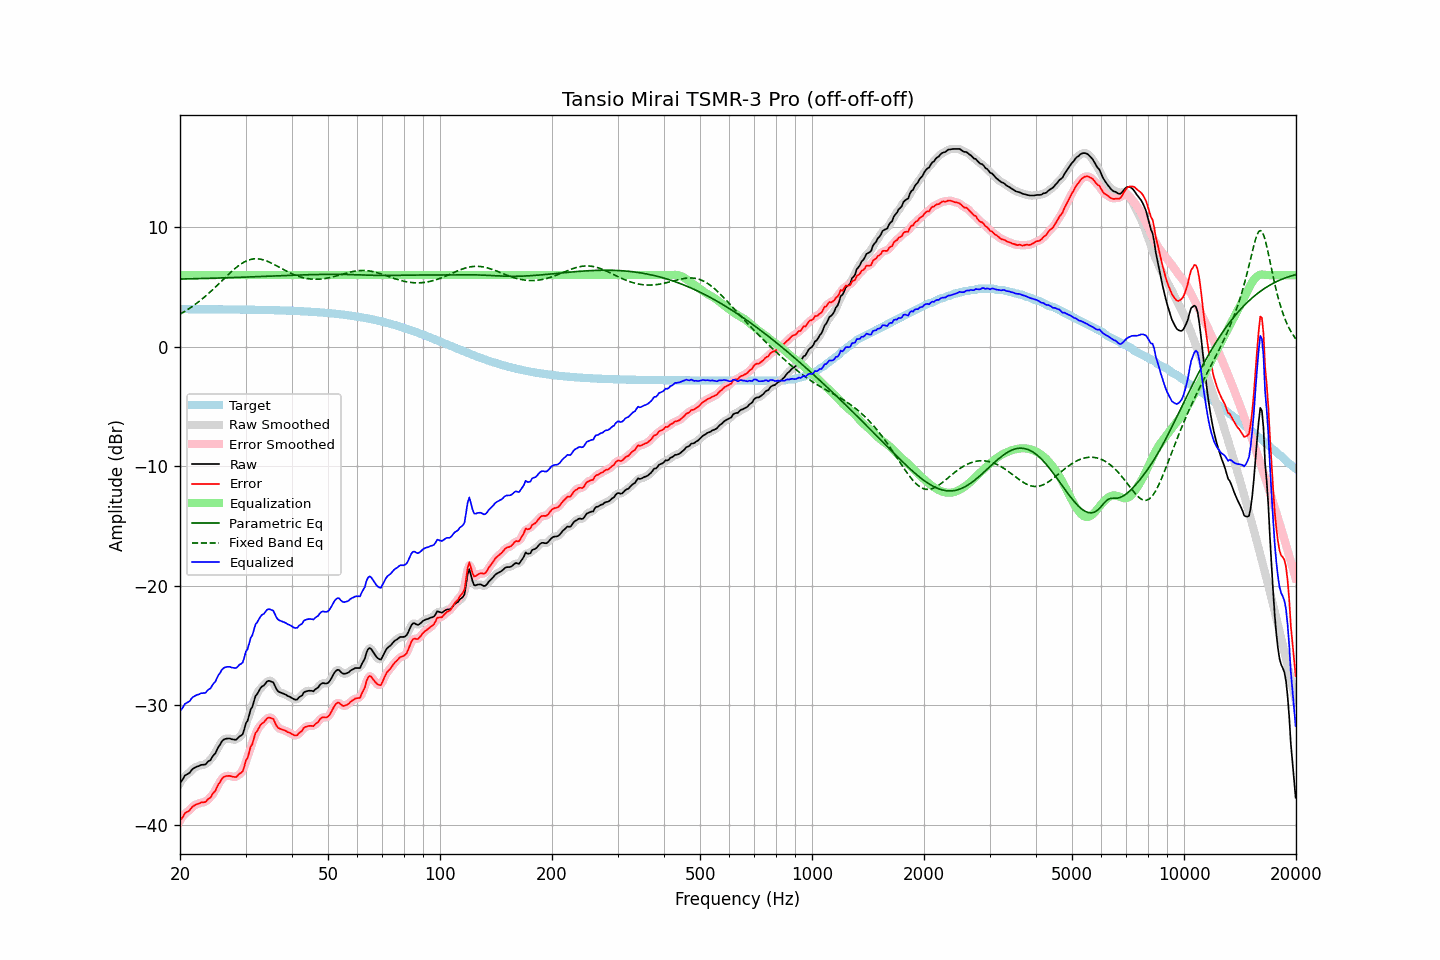 Tansio Mirai TSMR-3 Pro (off-off-off)
Amplitude (dBr)
10
0
−10
−20
−30
−40
Target
Raw Smoothed
Error Smoothed
Raw
Error
Equalization
Parametric Eq
Fixed Band Eq
Equalized
20 50 100 200 500 1000 2000 5000 10000 20000
Frequency (Hz)